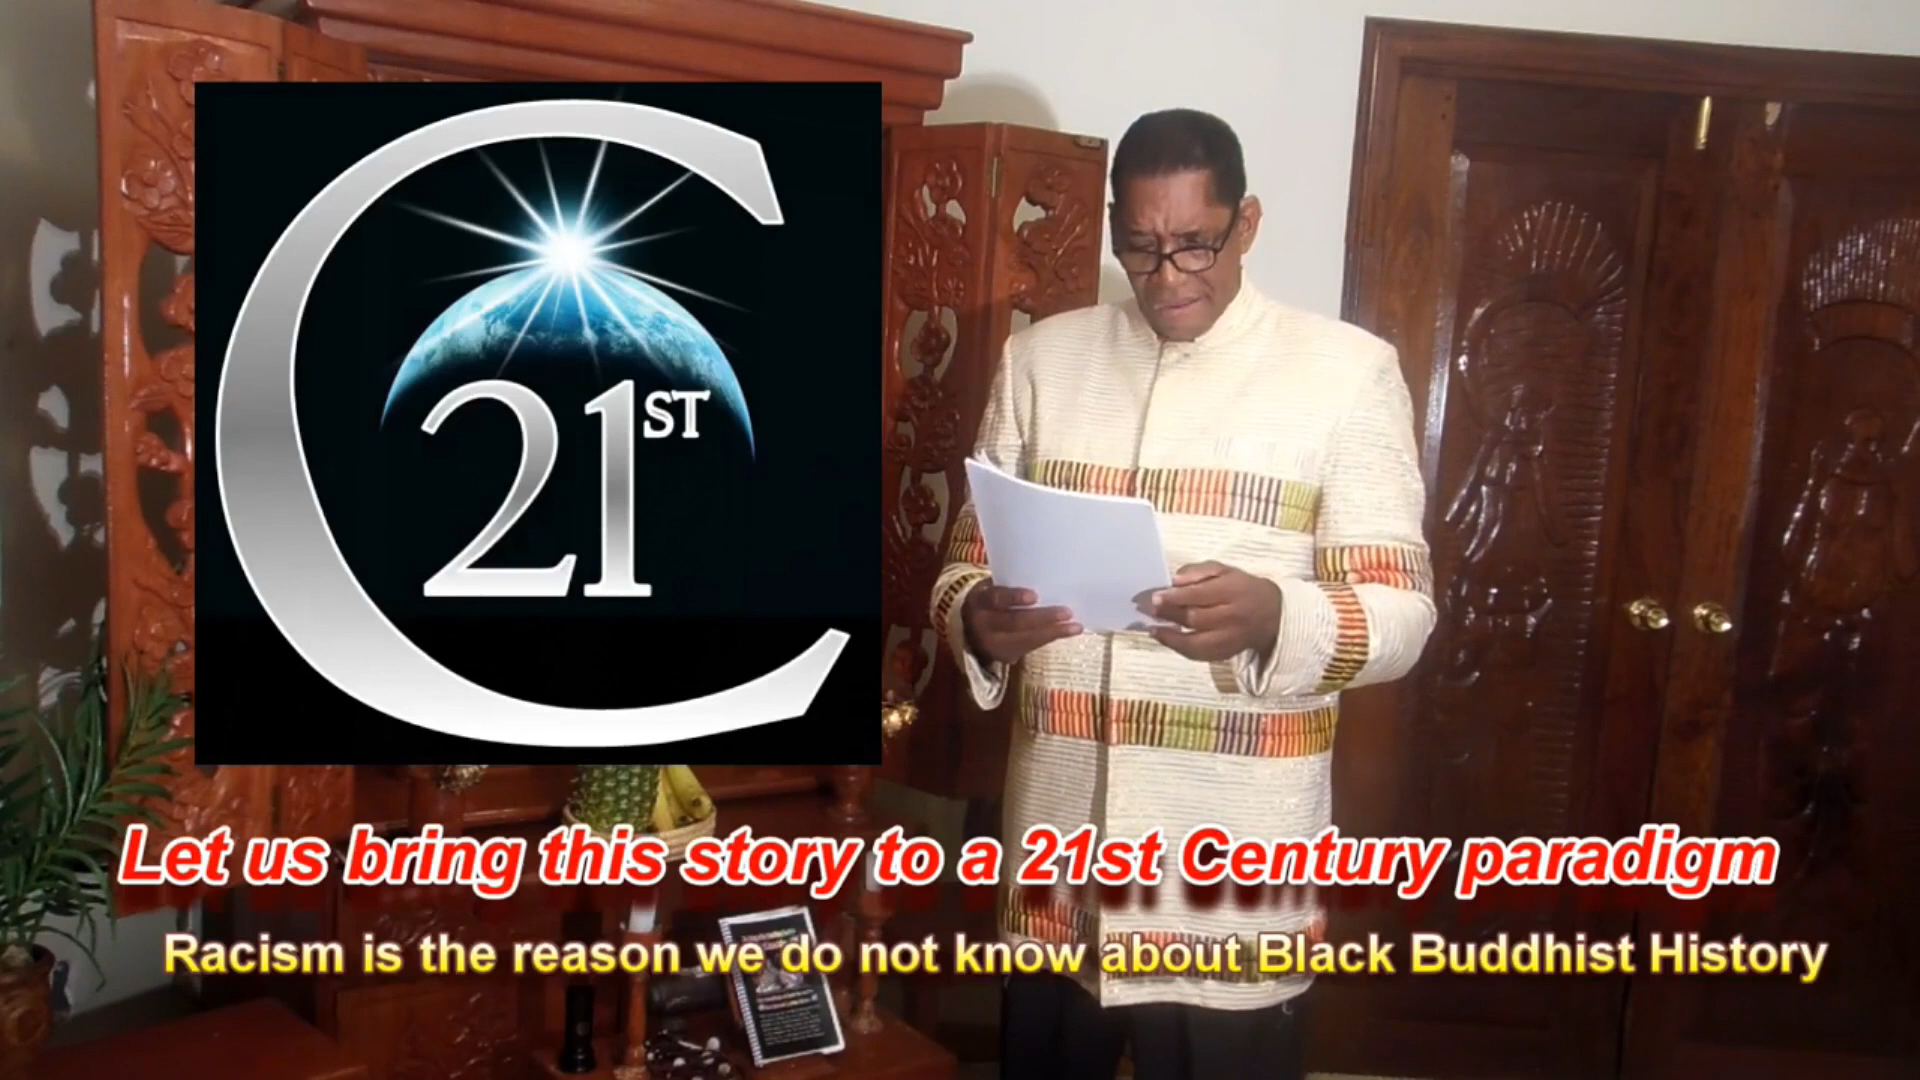 C
21ST
Let us bring this story to a 21st Century paradigm
Racism is the reason we do not know about Black Buddhist History